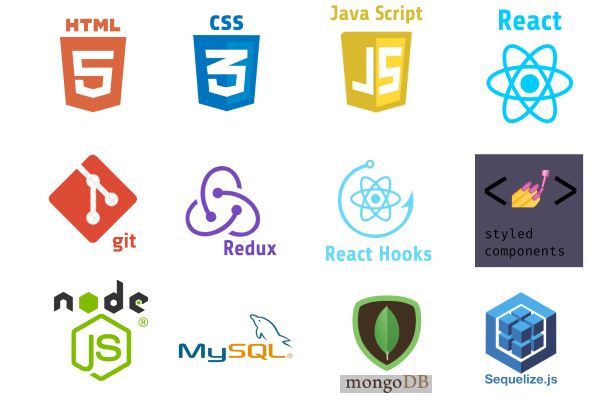 HTML
5
CSS
3
Java Script
JS
React
git
Redux
React Hooks
< >
styled
components
node
JS ®
MySQL®
mongoDB
Sequelize.js